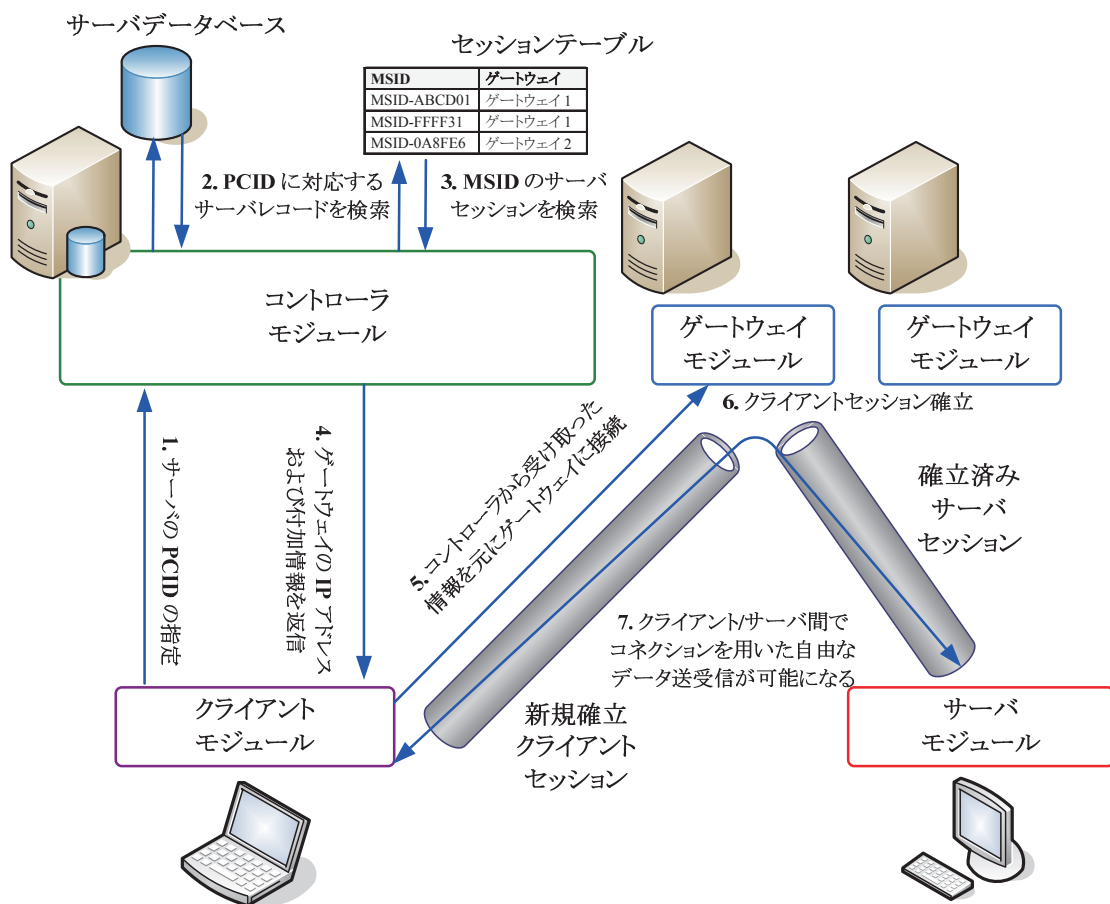 サーバデータベース
セッションテーブル
MSID ゲートウェイ
MSID-ABCD01 ゲートウェイ 1
MSID-FFFF31 ゲートウェイ 1
MSID-0A8FE6 ゲートウェイ 2
2. PCID に対応する
サーバレコードを検索
3. MSID のサーバ
セッションを検索
コントローラ
モジュール
ゲートウェイ
モジュール
ゲートウェイ
モジュール
1. サーバの PCID の指定
4. ゲートウェイの IP アドレス
および付加情報を返信
5. コントローラから受け取った
情報を元にゲートウェイに接続
6. クライアントセッション確立
確立済み
サーバ
セッション
7. クライアント/サーバ間で
コネクションを用いた自由な
データ送受信が可能になる
新規確立
クライアント
セッション
クライアント
モジュール
サーバ
モジュール